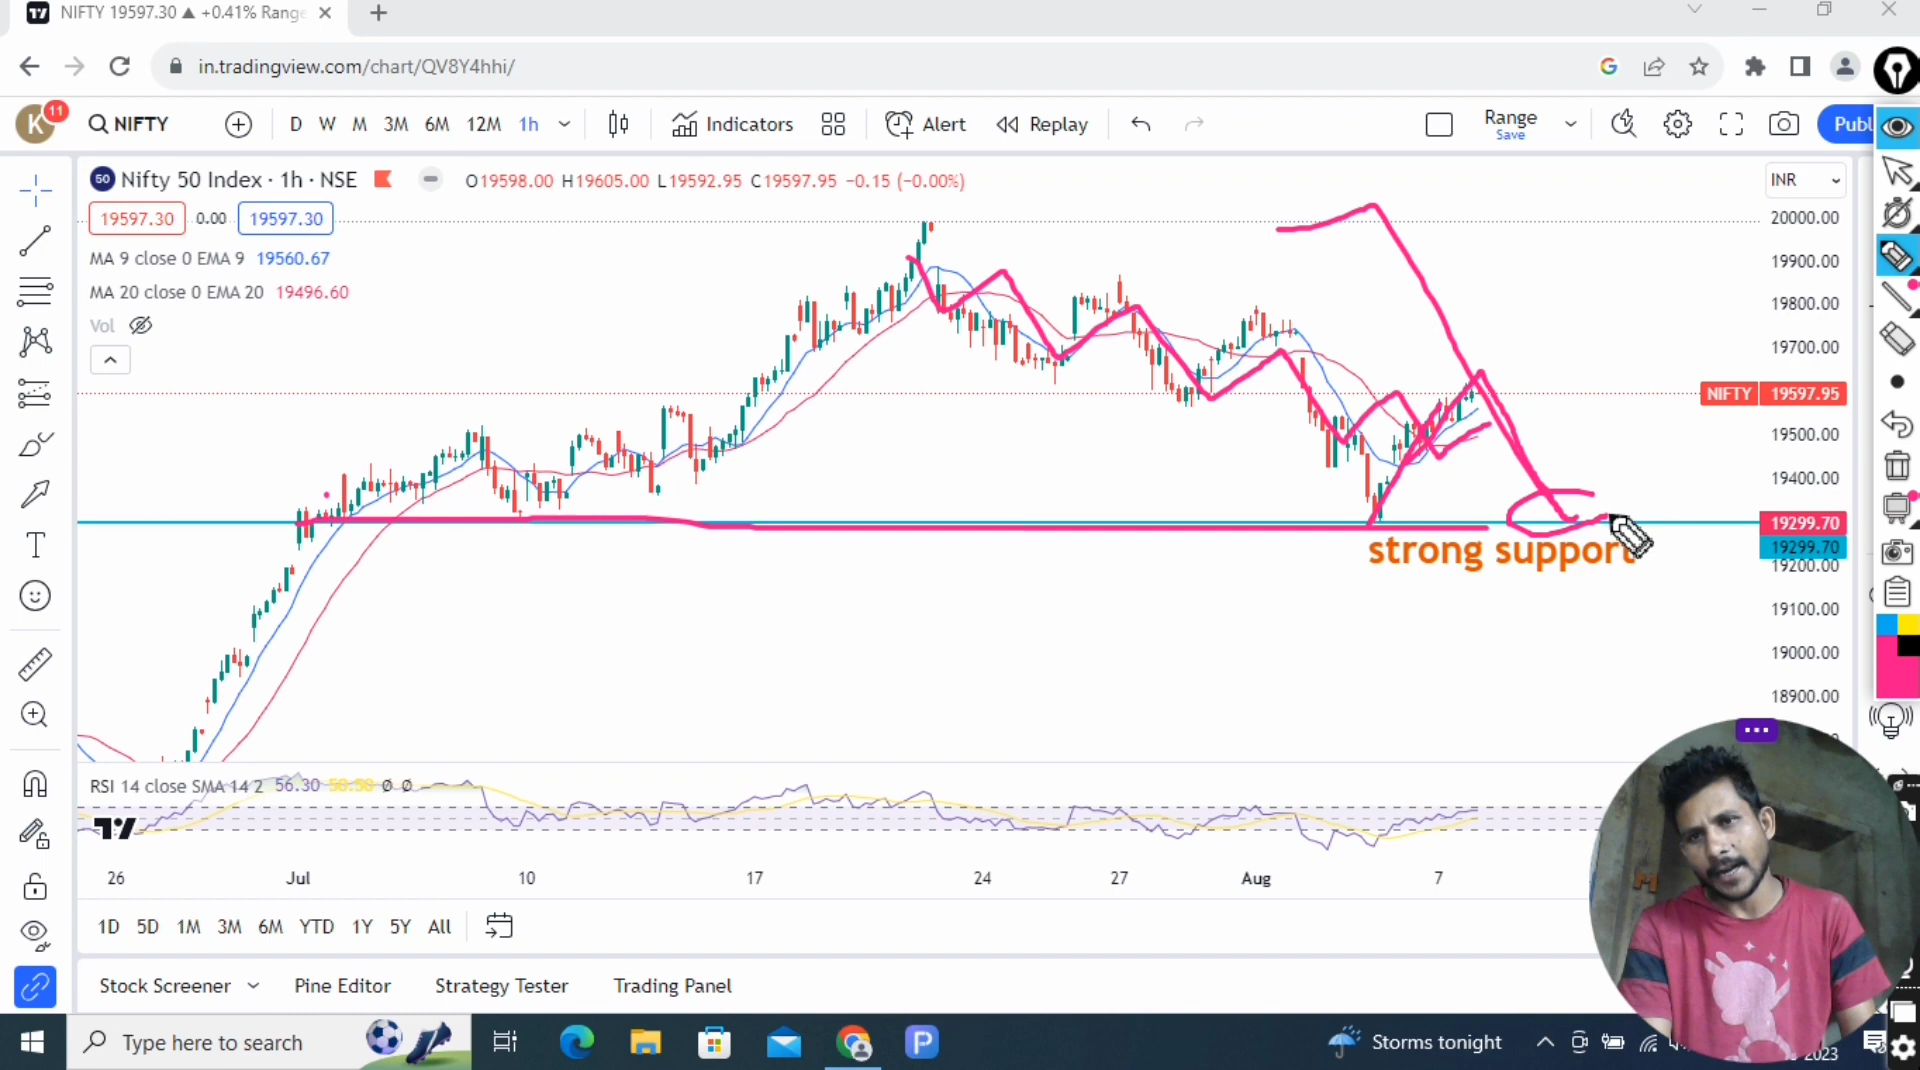 NIFTY 19597.30 ▲ +0.41% Range
in.tradingview.com/chart/QV8Y4hhi/
K 11 NIFTY D W M 3M 6M 12M 1h Indicators Alert Replay Range Save Publ
50 Nifty 50 Index · 1h · NSE O19598.00 H19605.00 L19592.95 C19597.95 −0.15 (−0.00%) INR
19597.30 0.00 19597.30
MA 9 close 0 EMA 9 19560.67
MA 20 close 0 EMA 20 19496.60
Vol
20000.00
19900.00
19800.00
19700.00
NIFTY 19597.95
19500.00
19400.00
19299.70
19299.70
19200.00
19100.00
19000.00
18900.00
strong support
RSI 14 close SMA 14 2 56.30 Ø Ø
26 Jul 10 17 24 27 Aug 7
1D 5D 1M 3M 6M YTD 1Y 5Y All
Stock Screener Pine Editor Strategy Tester Trading Panel
Type here to search
Storms tonight
2023